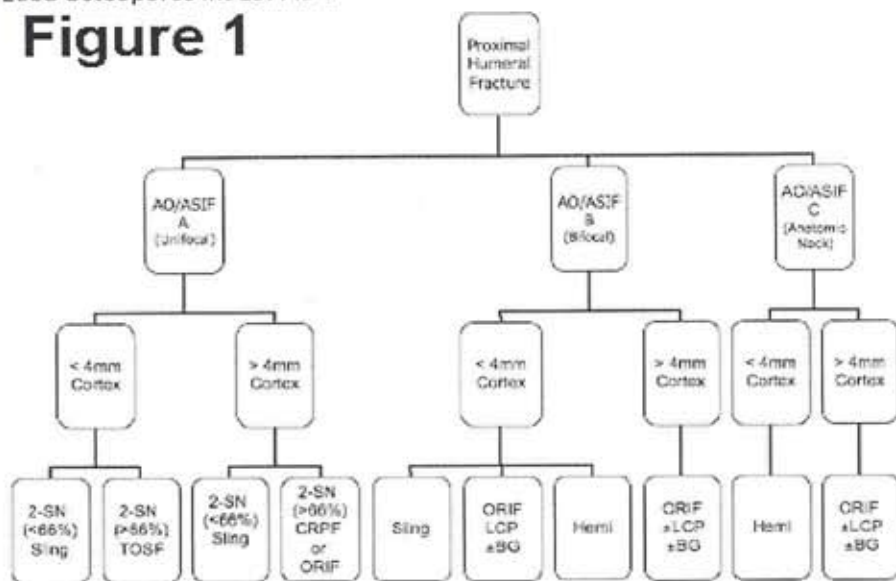 Figure 1
Proximal
Humeral
Fracture
AO/ASIF
A
(Unifocal)
AO/ASIF
B
(Bifocal)
AO/ASIF
C
(Anatomic
Neck)
< 4mm
Cortex
> 4mm
Cortex
< 4mm
Cortex
> 4mm
Cortex
< 4mm
Cortex
> 4mm
Cortex
2-SN
(<66%)
Sling
2-SN
(>66%)
TOSF
2-SN
(<66%)
Sling
2-SN
(>66%)
CRPF
or
ORIF
Sling
ORIF
LCP
±BG
Hemi
ORIF
±LCP
±BG
Hemi
ORIF
±LCP
±BG